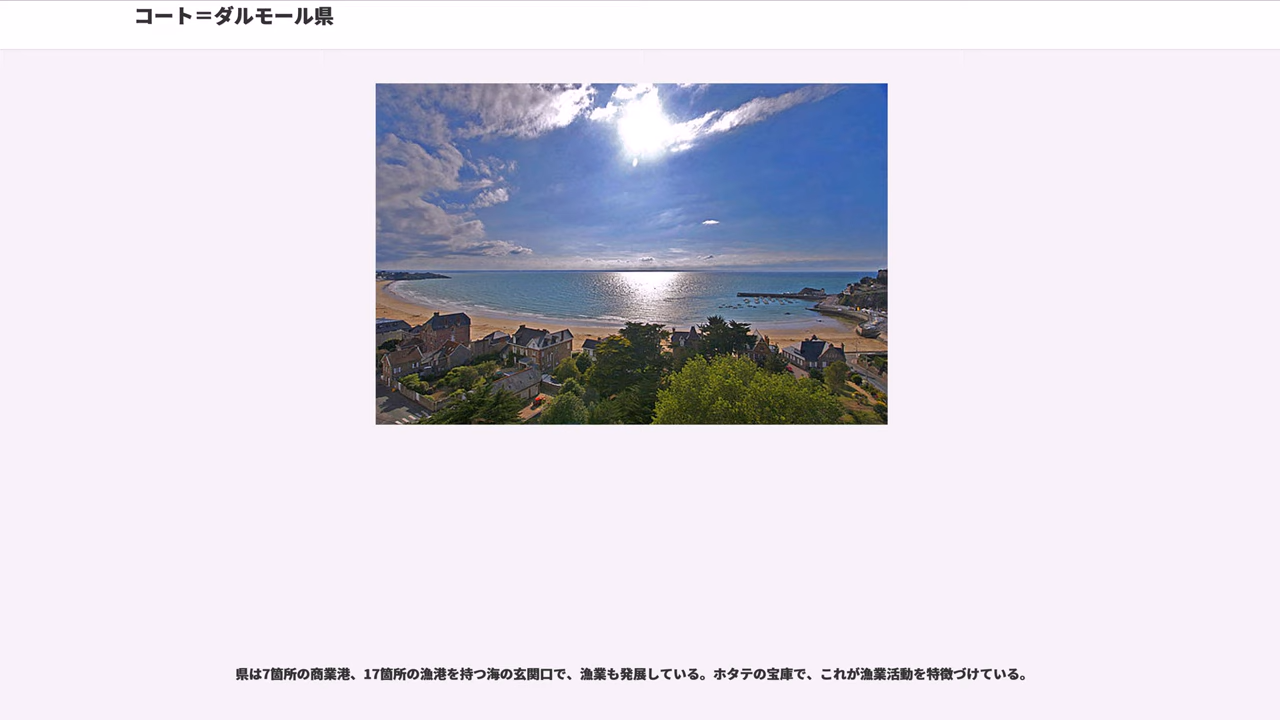 コート＝ダルモール県
県は7箇所の商業港、17箇所の漁港を持つ海の玄関口で、漁業も発展している。ホタテの宝庫で、これが漁業活動を特徴づけている。